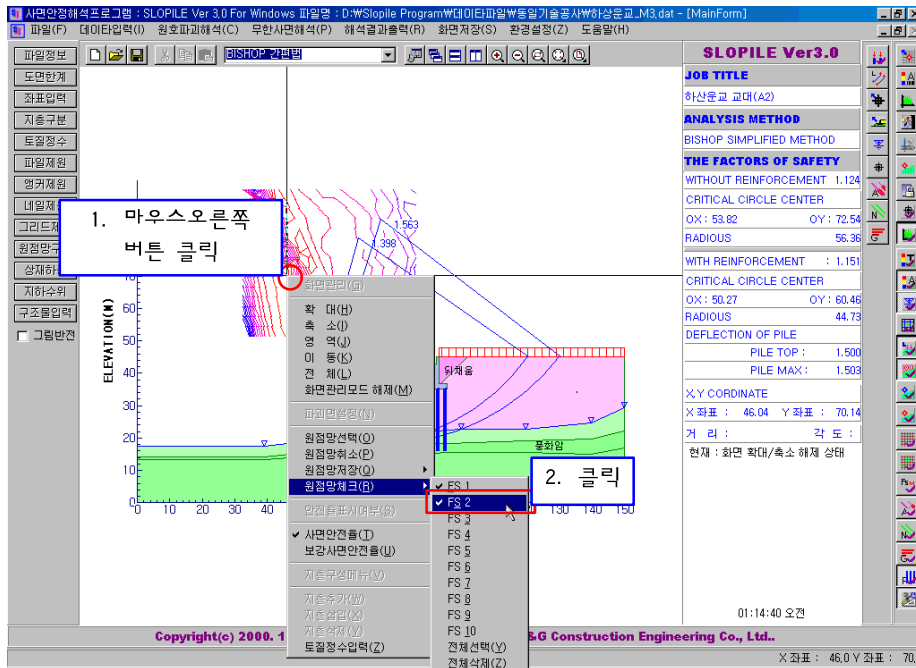 사면안정해석프로그램 : SLOPILE Ver 3,0 For Windows 파일명 : D:\Slopile Program\데이타파일\동일기술공사\하상운교_M3,dat - [MainForm]
파일(F) 데이타입력(I) 원호파괴해석(C) 무한사면해석(P) 해석결과출력(R) 화면저장(S) 환경설정(Z) 도움말(H)
파일정보
BISHOP 간편법
도면한계
좌표입력
지층구분
토질정수
파일제원
앵커제원
네일제
그리드제
원점망구
상재하
지하수위
구조물입력
그림반전
1. 마우스오른쪽
버튼 클릭
1.563
1.398
ELEVATION(M)
70
60
50
40
30
20
10
0
10 20 30 40
130 140 150
뒤채움
풍화암
화면관리(G)
확 대(H)
축 소(I)
영 역(J)
이 동(K)
전 체(L)
화면관리모드 해제(M)
파괴면설정(N)
원점망선택(O)
원점망취소(P)
원점망저장(Q)
원점망체크(R)
안전율표시여부(S)
사면안전율(T)
보강사면안전율(U)
지층구성메뉴(V)
지층추가(W)
지층삽입(X)
지층삭제(Y)
토질정수입력(Z)
FS 1
FS 2
FS 3
FS 4
FS 5
FS 6
FS 7
FS 8
FS 9
FS 10
전체선택(Y)
전체삭제(Z)
2. 클릭
SLOPILE Ver3.0
JOB TITLE
하산운교 교대(A2)
ANALYSIS METHOD
BISHOP SIMPLIFIED METHOD
THE FACTORS OF SAFETY
WITHOUT REINFORCEMENT 1.124
CRITICAL CIRCLE CENTER
OX : 53.82 OY : 72.54
RADIOUS 56.36
WITH REINFORCEMENT : 1.151
CRITICAL CIRCLE CENTER
OX : 50.27 OY : 60.46
RADIOUS 44.73
DEFLECTION OF PILE
PILE TOP : 1.500
PILE MAX : 1.503
X,Y CORDINATE
X 좌표 : 46.04 Y 좌표 : 70.14
거 리 : 각 도 :
현재 : 화면 확대/축소 해제 상태
01:14:40 오전
Copyright(c) 2000. 1
&G Construction Engineering Co., Ltd..
X 좌표 : 46,0 Y 좌표 : 70,